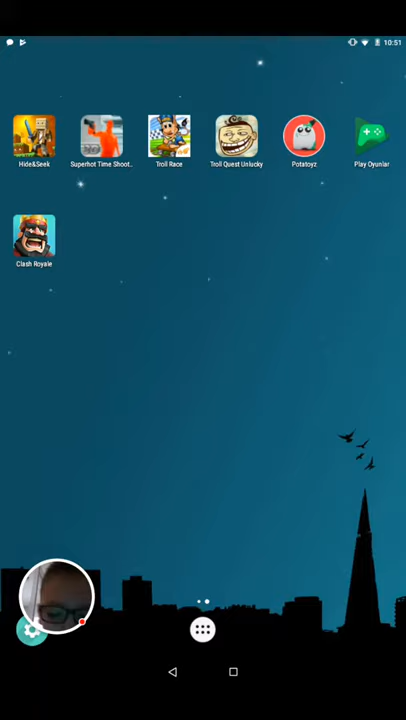 10:51
Hide&Seek
Superhot Time Shoot..
Troll Race
Troll Quest Unlucky
Potatoyz
Play Oyunlar
Clash Royale